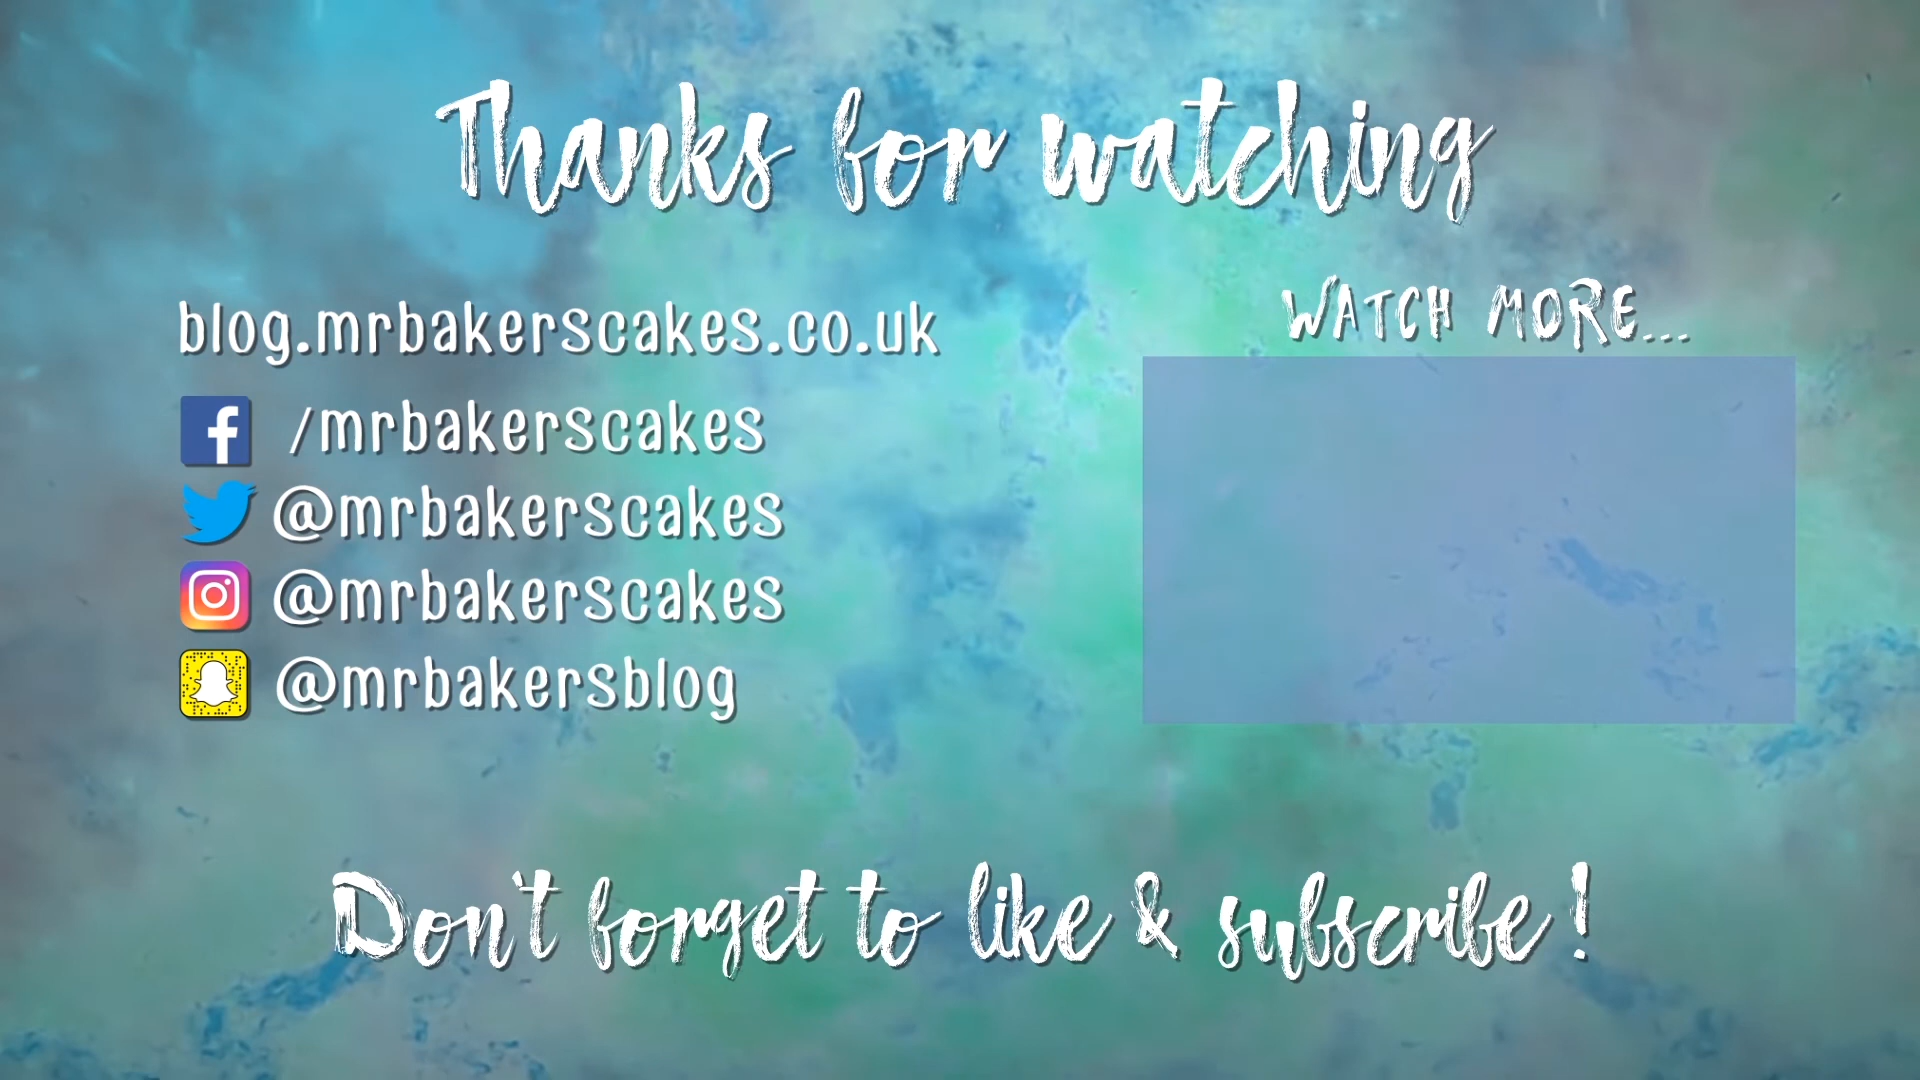 Thanks for watching
blog.mrbakerscakes.co.uk
/mrbakerscakes
@mrbakerscakes
@mrbakerscakes
@mrbakersblog
WATCH MORE...
Don't forget to like & subscribe!